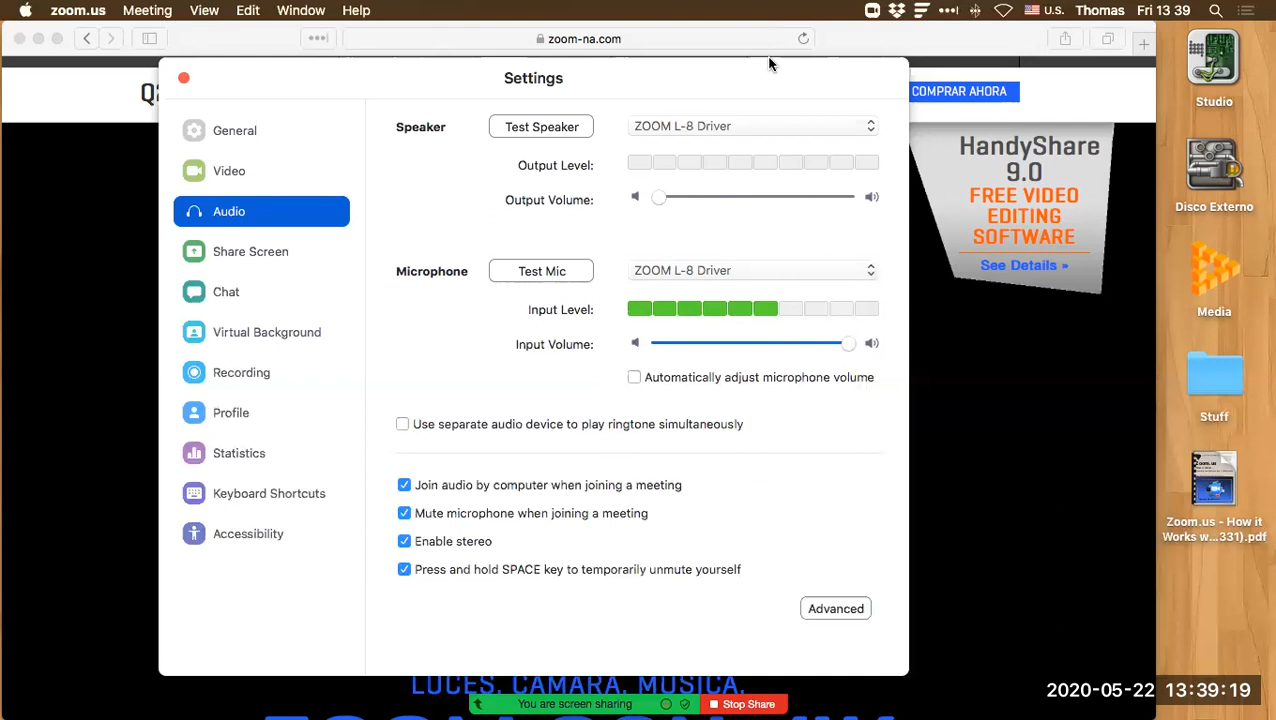 zoom.us Meeting View Edit Window Help U.S. Thomas Fri 13 39
zoom-na.com
Settings
Q2
COMPRAR AHORA
General
Video
Audio
Share Screen
Chat
Virtual Background
Recording
Profile
Statistics
Keyboard Shortcuts
Accessibility
Speaker Test Speaker ZOOM L-8 Driver
Output Level:
Output Volume:
Microphone Test Mic ZOOM L-8 Driver
Input Level:
Input Volume:
Automatically adjust microphone volume
Use separate audio device to play ringtone simultaneously
Join audio by computer when joining a meeting
Mute microphone when joining a meeting
Enable stereo
Press and hold SPACE key to temporarily unmute yourself
Advanced
HandyShare
9.0
FREE VIDEO
EDITING
SOFTWARE
See Details »
Studio
Disco Externo
Media
Stuff
Zoom.us - How it
Works w...331).pdf
LUCES, CAMARA, MUSICA,
You are screen sharing Stop Share
2020-05-22 13:39:19